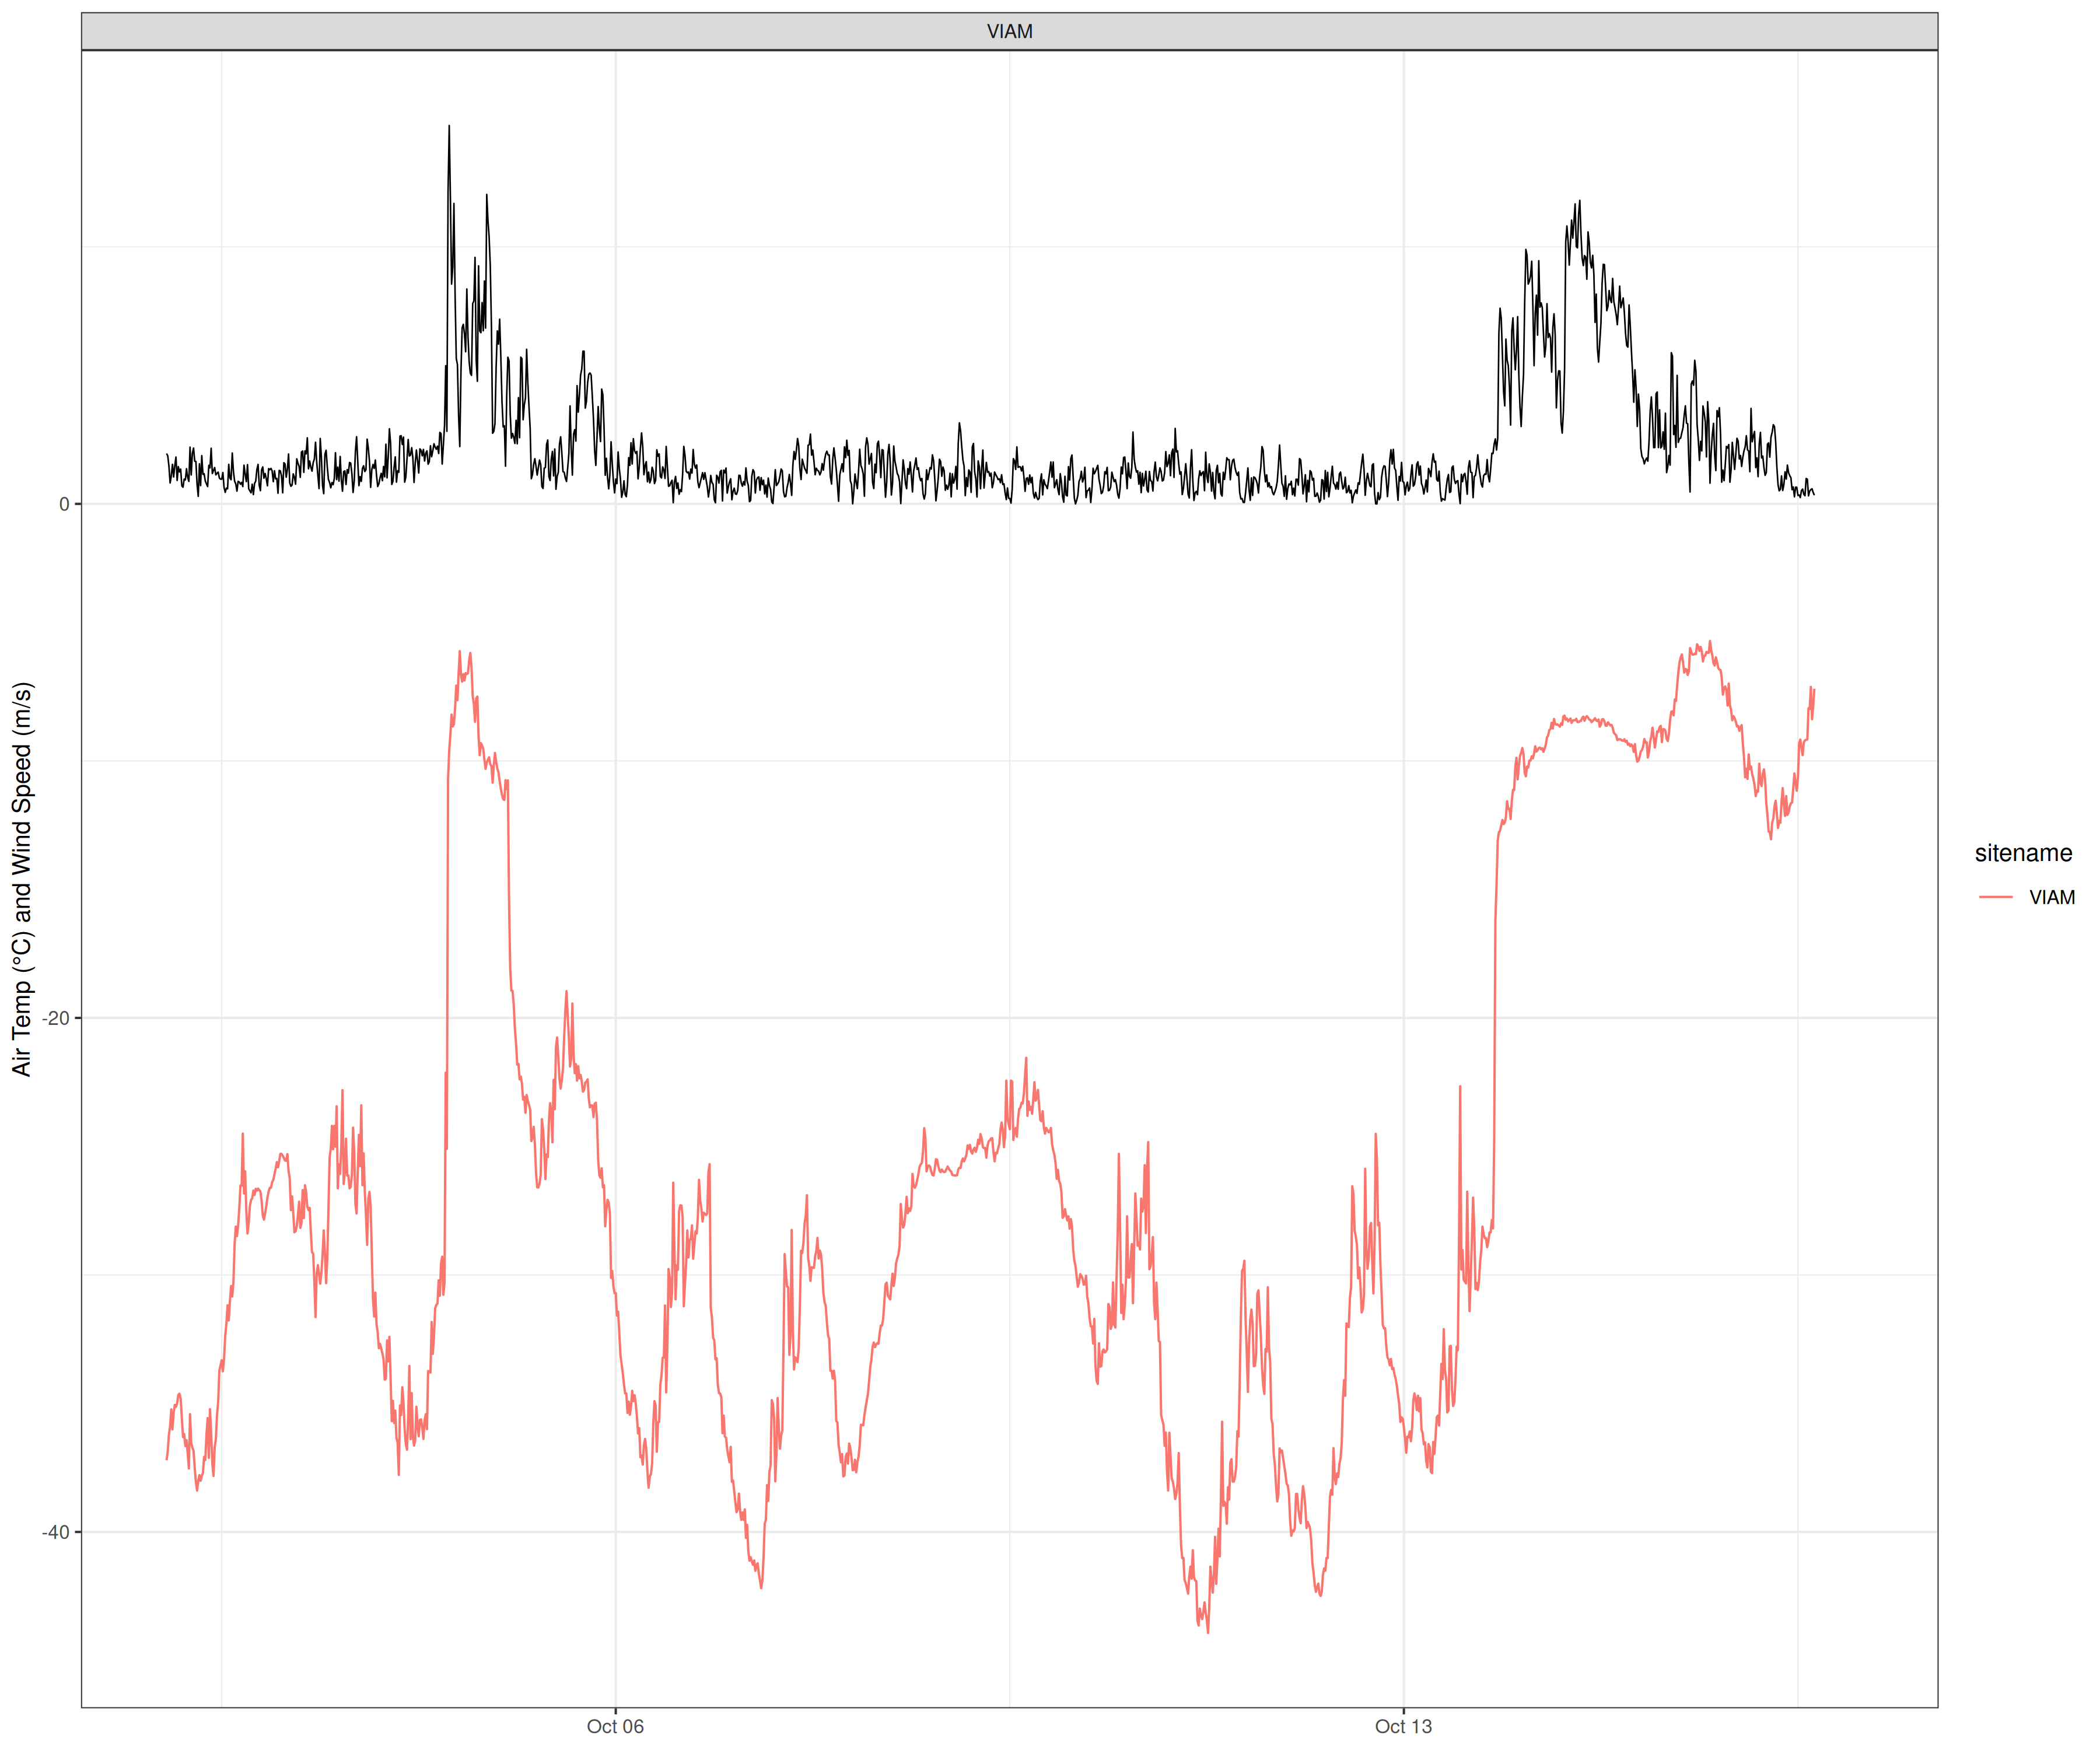 VIAM
Air Temp (°C) and Wind Speed (m/s)
0
-20
-40
Oct 06
Oct 13
sitename
VIAM